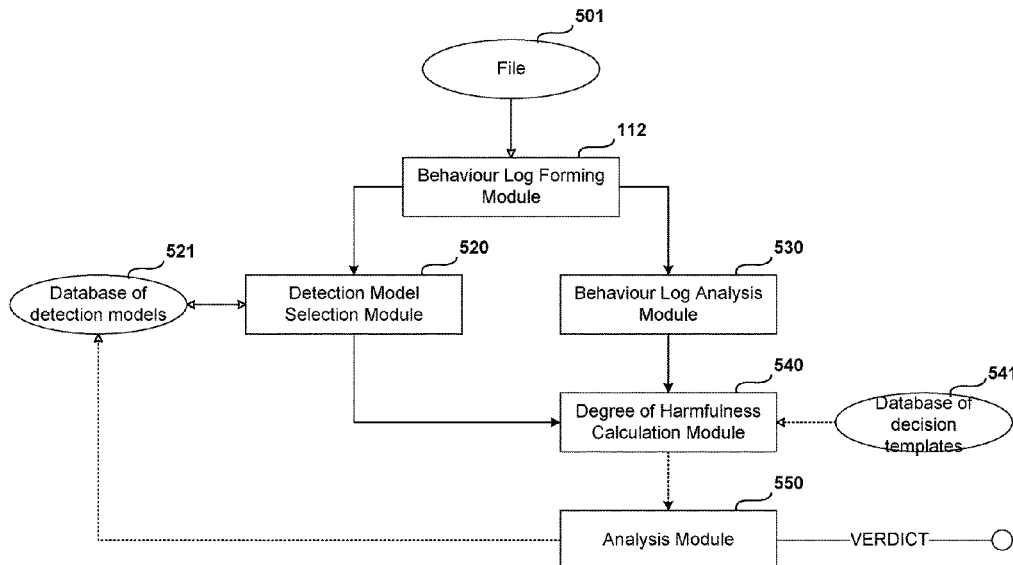 501
File
112
Behaviour Log Forming
Module
521
520
530
Database of
detection models
Detection Model
Selection Module
Behaviour Log Analysis
Module
540
541
Degree of Harmfulness
Calculation Module
Database of
decision
templates
550
Analysis Module
VERDICT